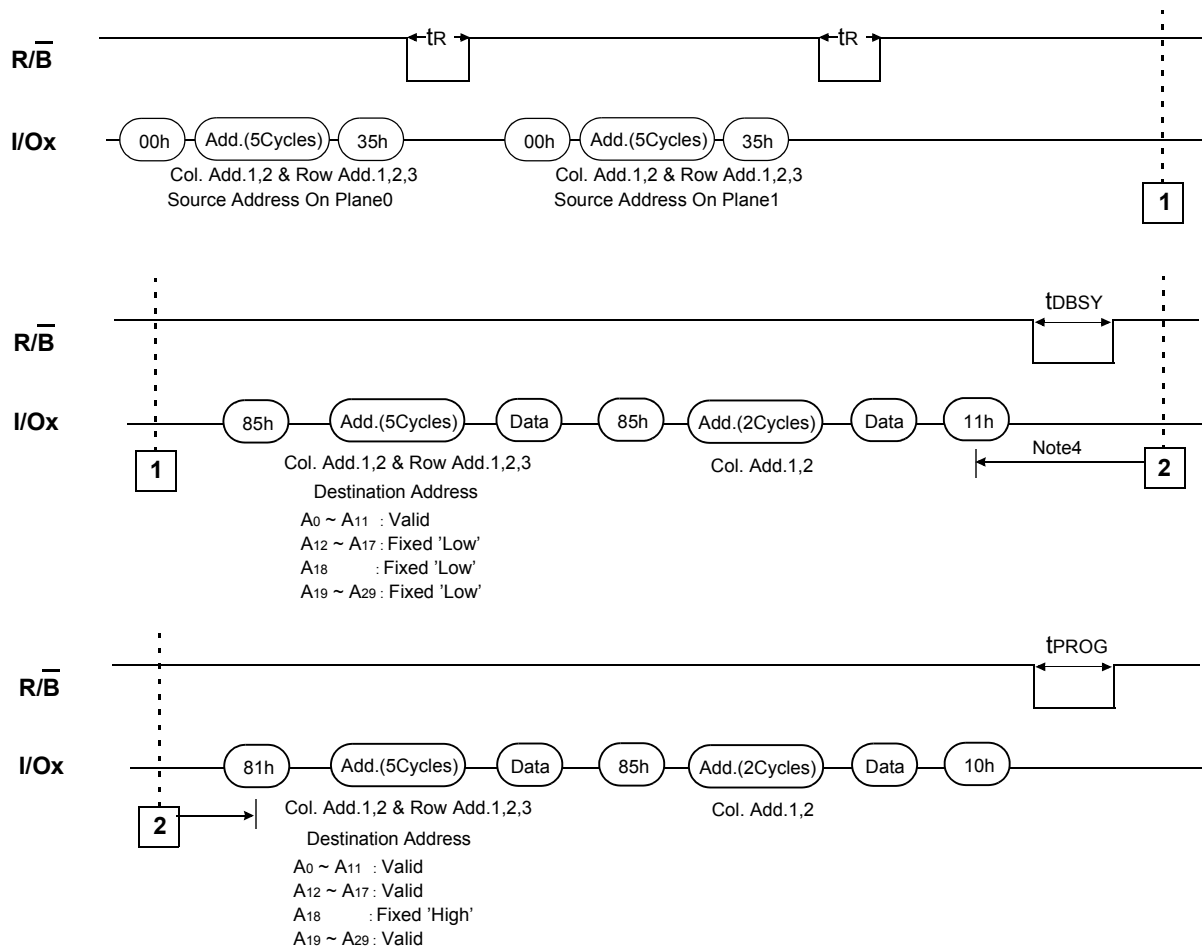 R/B
tR
tR
I/Ox
00h Add.(5Cycles) 35h 00h Add.(5Cycles) 35h
Col. Add.1,2 & Row Add.1,2,3 Col. Add.1,2 & Row Add.1,2,3
Source Address On Plane0 Source Address On Plane1
1
R/B
tDBSY
I/Ox
85h Add.(5Cycles) Data 85h Add.(2Cycles) Data 11h
1
Col. Add.1,2 & Row Add.1,2,3 Col. Add.1,2
Note4
2
Destination Address
A0 ~ A11 : Valid
A12 ~ A17 : Fixed 'Low'
A18 : Fixed 'Low'
A19 ~ A29 : Fixed 'Low'
R/B
tPROG
I/Ox
81h Add.(5Cycles) Data 85h Add.(2Cycles) Data 10h
2
Col. Add.1,2 & Row Add.1,2,3 Col. Add.1,2
Destination Address
A0 ~ A11 : Valid
A12 ~ A17 : Valid
A18 : Fixed 'High'
A19 ~ A29 : Valid